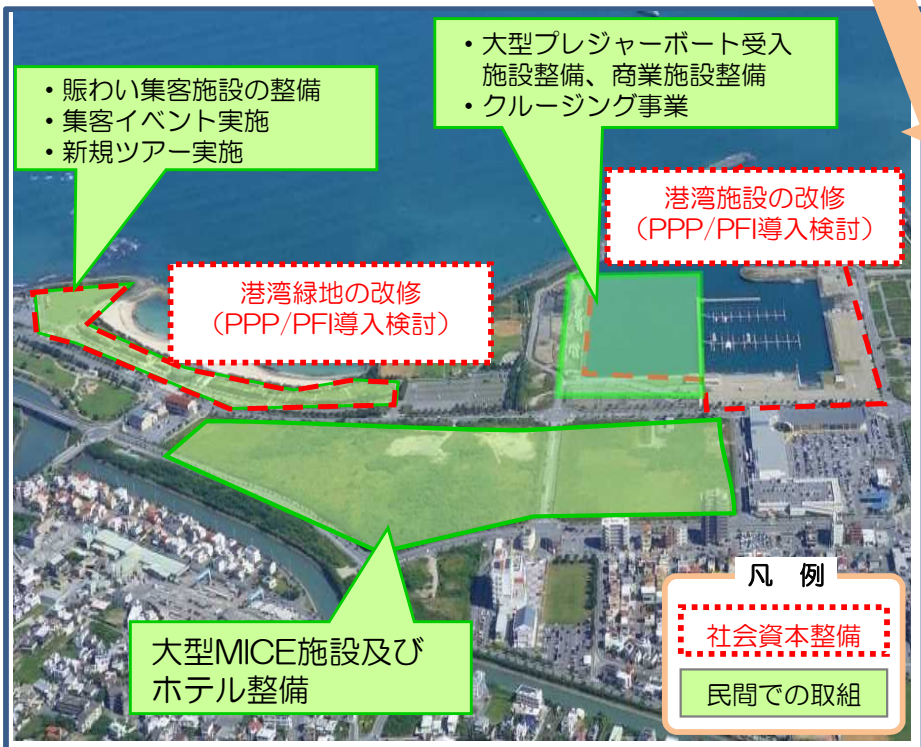 ・賑わい集客施設の整備
・集客イベント実施
・新規ツアー実施
・大型プレジャーボート受入
施設整備、商業施設整備
・クルージング事業
港湾施設の改修
（PPP/PFI導入検討）
港湾緑地の改修
（PPP/PFI導入検討）
大型MICE施設及び
ホテル整備
凡　例
社会資本整備
民間での取組